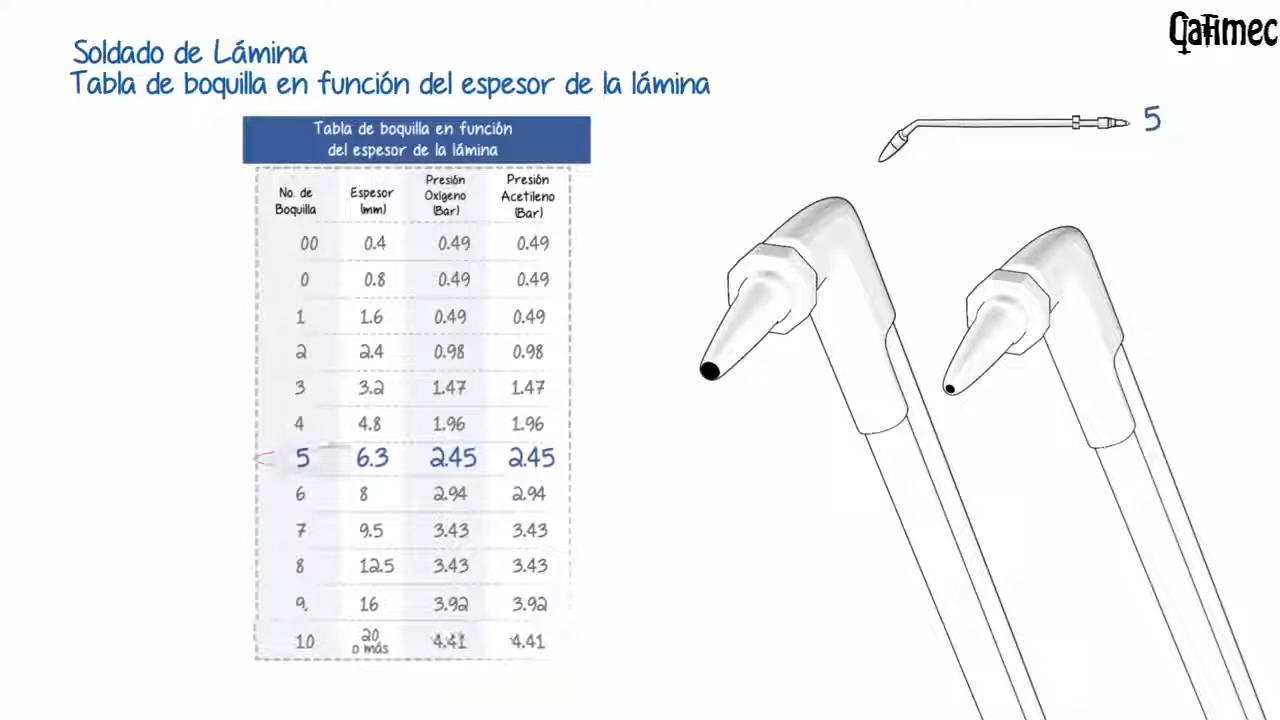 Qatimec
Soldado de Lámina
Tabla de boquilla en función del espesor de la lámina
Tabla de boquilla en función
del espesor de la lámina
No. de Boquilla Espesor (mm) Presión Oxígeno (Bar) Presión Acetileno (Bar)
00 0.4 0.49 0.49
0 0.8 0.49 0.49
1 1.6 0.49 0.49
2 2.4 0.98 0.98
3 3.2 1.47 1.47
4 4.8 1.96 1.96
5 6.3 2.45 2.45
6 8 2.94 2.94
7 9.5 3.43 3.43
8 12.5 3.43 3.43
9. 16 3.92 3.92
10 20 o más 4.41 4.41
5